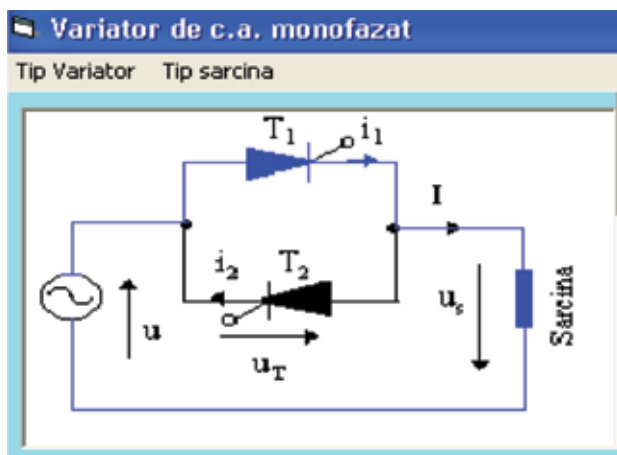 Variator de c.a. monofazat
Tip Variator Tip sarcina
T1 i1
I
i2 T2
u
uT
us
Sarcina